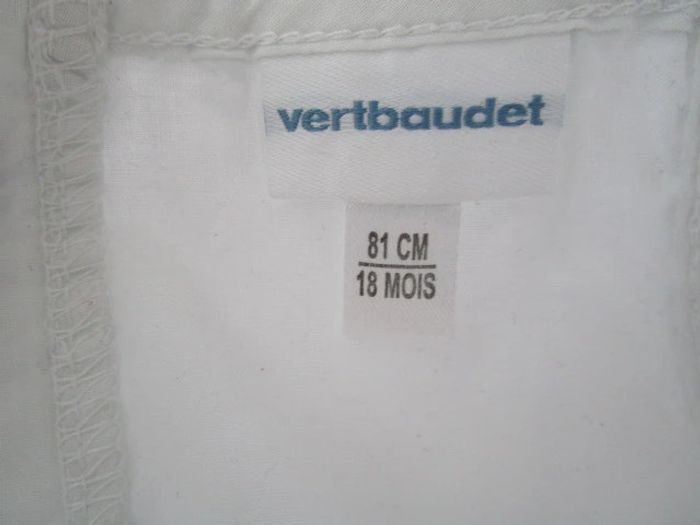 vertbaudet
81 CM
18 MOIS